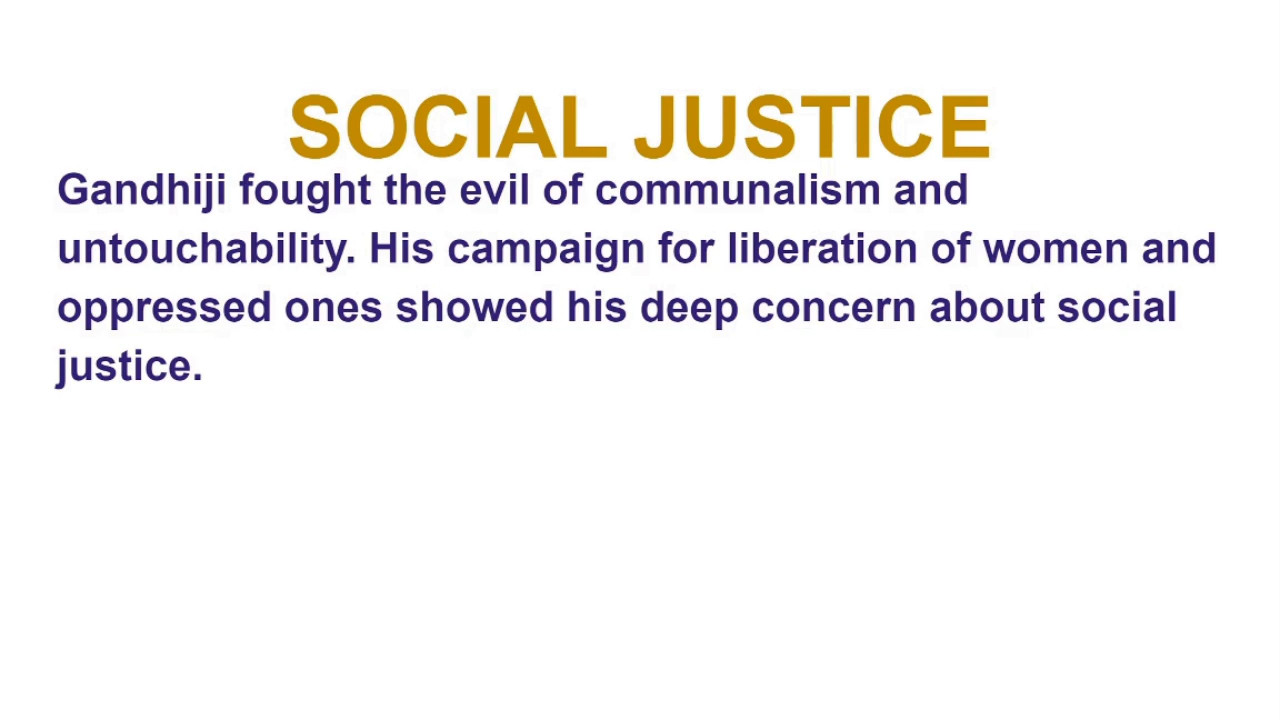 SOCIAL JUSTICE
Gandhiji fought the evil of communalism and
untouchability. His campaign for liberation of women and
oppressed ones showed his deep concern about social
justice.